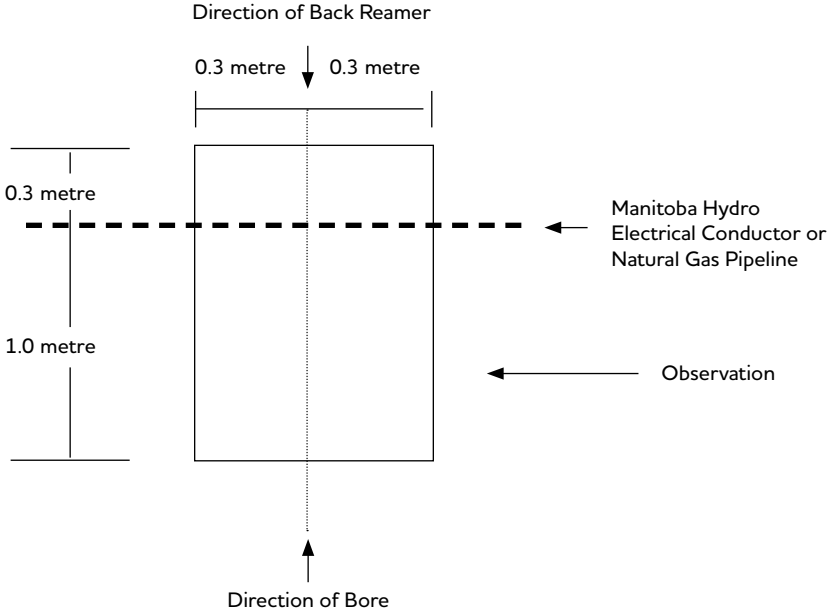 Direction of Back Reamer
0.3 metre
0.3 metre
0.3 metre
Manitoba Hydro
Electrical Conductor or
Natural Gas Pipeline
1.0 metre
Observation
Direction of Bore